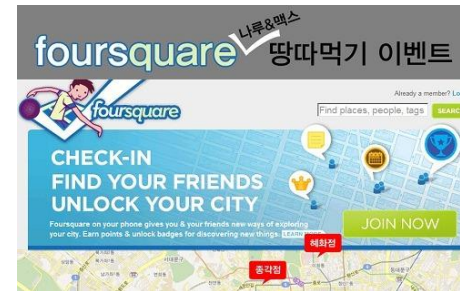 나루&맥스
foursquare 땅따먹기 이벤트
Already a member? Lo
foursquare
Find places, people, tags SEARC
CHECK-IN
FIND YOUR FRIENDS
UNLOCK YOUR CITY
Foursquare on your phone gives you & your friends new ways of exploring
your city. Earn points & unlock badges for discovering new things. LEARN MORE
JOIN NOW
혜화점
종각점